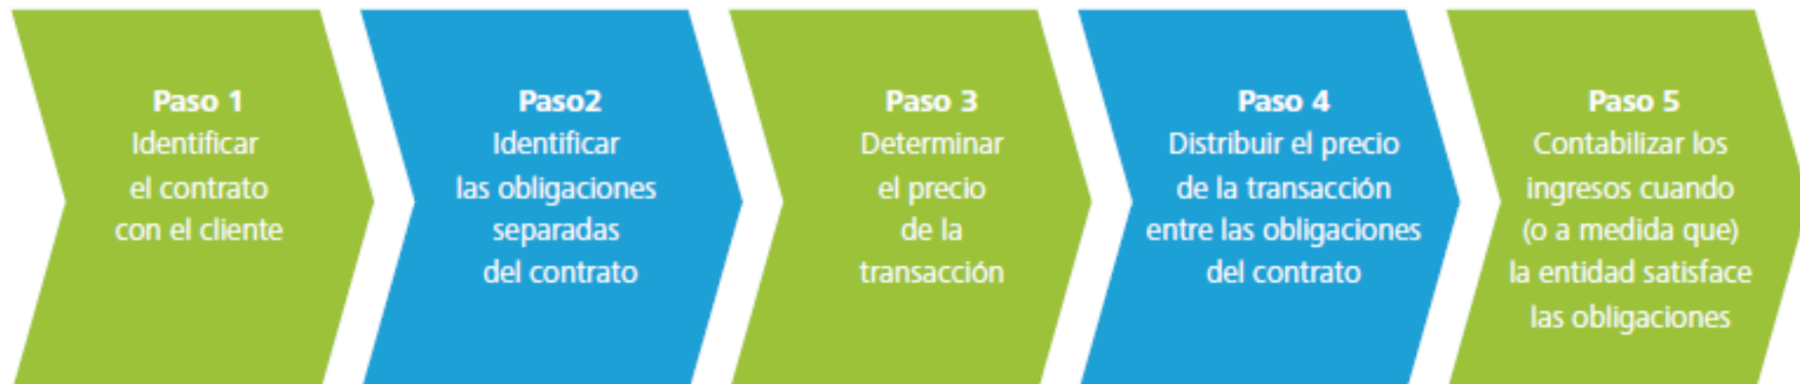 Paso 1
Identificar
el contrato
con el cliente
Paso2
Identificar
las obligaciones
separadas
del contrato
Paso 3
Determinar
el precio
de la
transacción
Paso 4
Distribuir el precio
de la transacción
entre las obligaciones
del contrato
Paso 5
Contabilizar los
ingresos cuando
(o a medida que)
la entidad satisface
las obligaciones